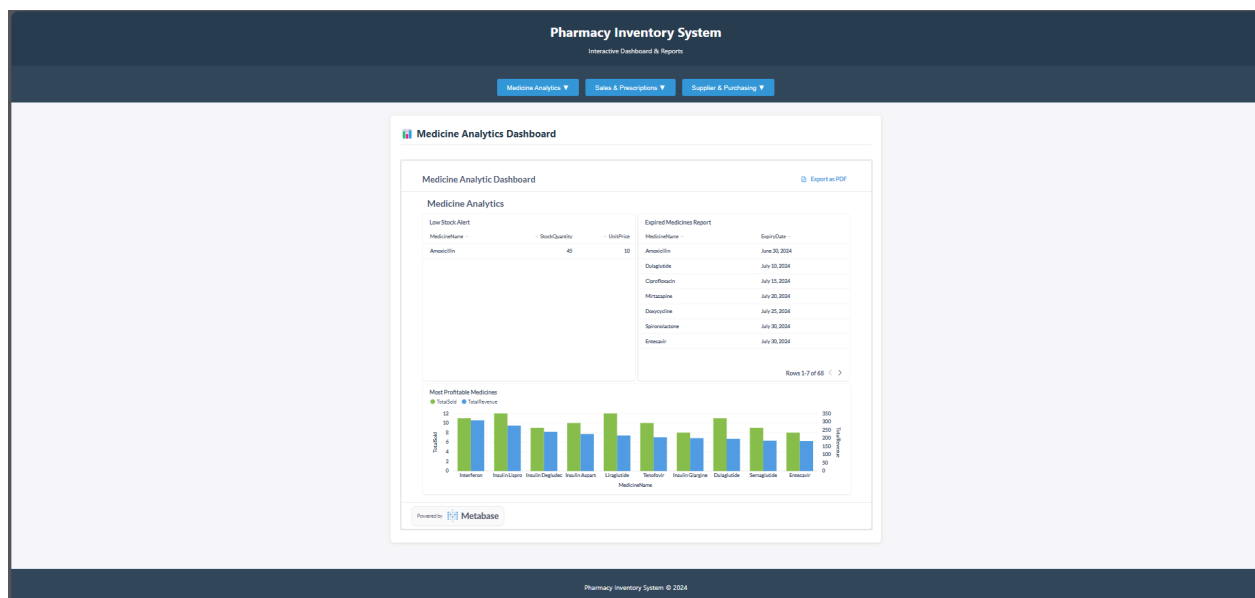 Pharmacy Inventory System
Interactive Dashboard & Reports
Medicine Analytics ▼ Sales & Prescriptions ▼ Supplier & Purchasing ▼
Medicine Analytics Dashboard
Medicine Analytic Dashboard Export as PDF
Medicine Analytics
Low Stock Alert
MedicineName StockQuantity UnitPrice
Amoxicillin 45 10
Expired Medicines Report
MedicineName ExpiryDate
Amoxicillin June 30, 2024
Dulaglutide July 10, 2024
Ciprofloxacin July 15, 2024
Mirtazapine July 20, 2024
Doxycycline July 25, 2024
Spironolactone July 30, 2024
Entecavir July 30, 2024
Rows 1-7 of 68
Most Profitable Medicines
TotalSold TotalRevenue
12 350
10 300
8 250
6 200
4 150
2 100
0 50
0
TotalSold
TotalRevenue
Interferon Insulin Lispro Insulin Degludec Insulin Aspart Liraglutide Tenofovir Insulin Glargine Dulaglutide Semaglutide Entecavir
MedicineName
Powered by Metabase
Pharmacy Inventory System © 2024